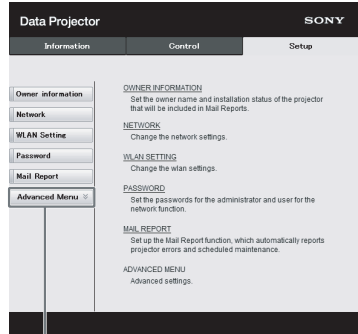 Data Projector
SONY
Information
Control
Setup
Owner information
Network
WLAN Setting
Password
Mail Report
Advanced Menu
OWNER INFORMATION
Set the owner name and installation status of the projector
that will be included in Mail Reports.
NETWORK
Change the network settings.
WLAN SETTING
Change the wlan settings.
PASSWORD
Set the passwords for the administrator and user for the
network function.
MAIL REPORT
Set up the Mail Report function, which automatically reports
projector errors and scheduled maintenance.
ADVANCED MENU
Advanced settings.